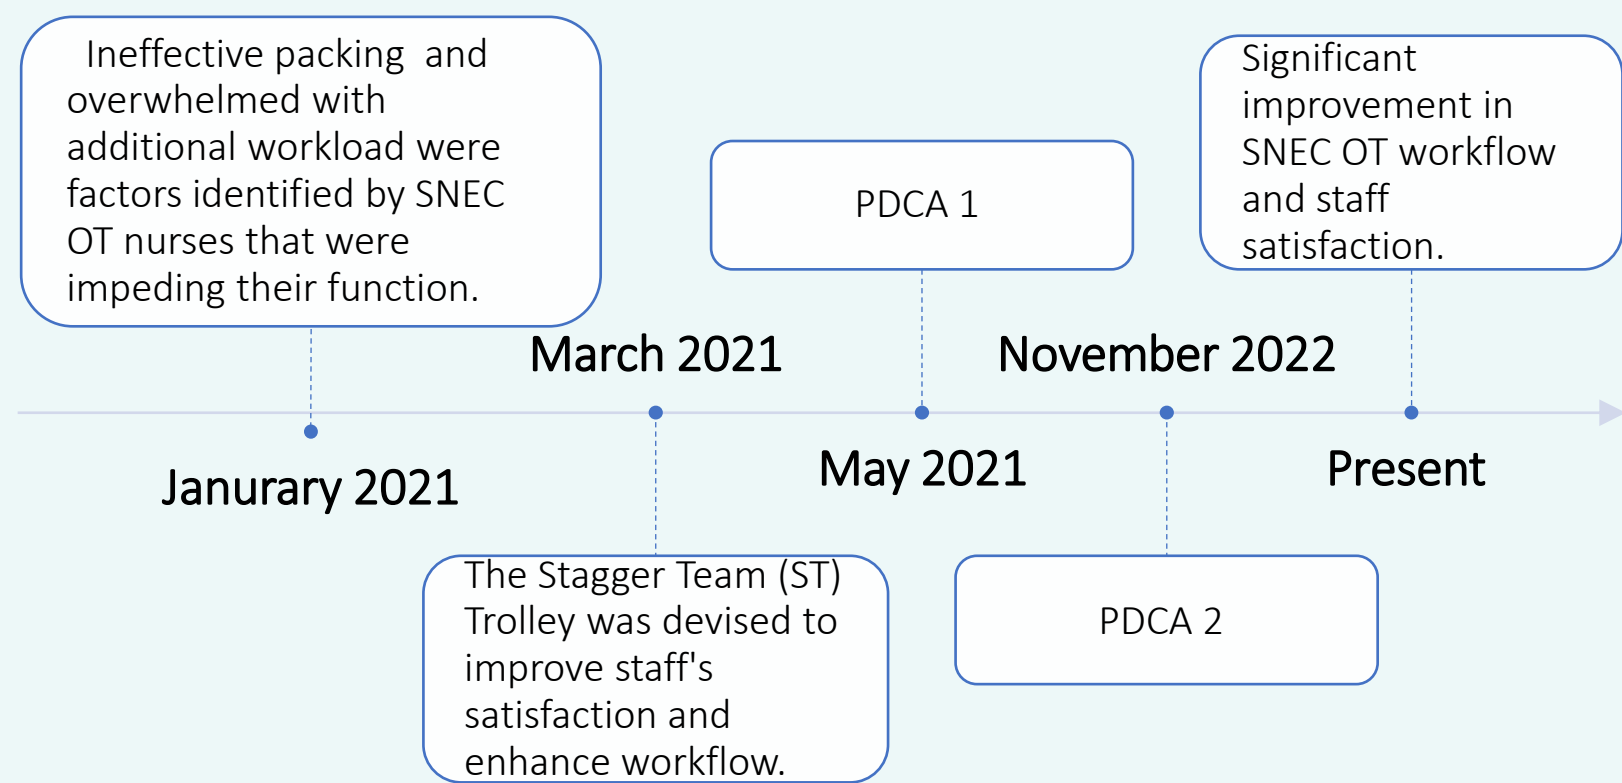 Ineffective packing and
overwhelmed with
additional workload were
factors identified by SNEC
OT nurses that were
impeding their function.
Janurary 2021
March 2021
The Stagger Team (ST)
Trolley was devised to
improve staff's
satisfaction and
enhance workflow.
PDCA 1
May 2021
November 2022
PDCA 2
Significant
improvement in
SNEC OT workflow
and staff
satisfaction.
Present